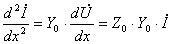 d²İ/dx² = Y₀ · dU̇/dx = Z₀ · Y₀ · İ